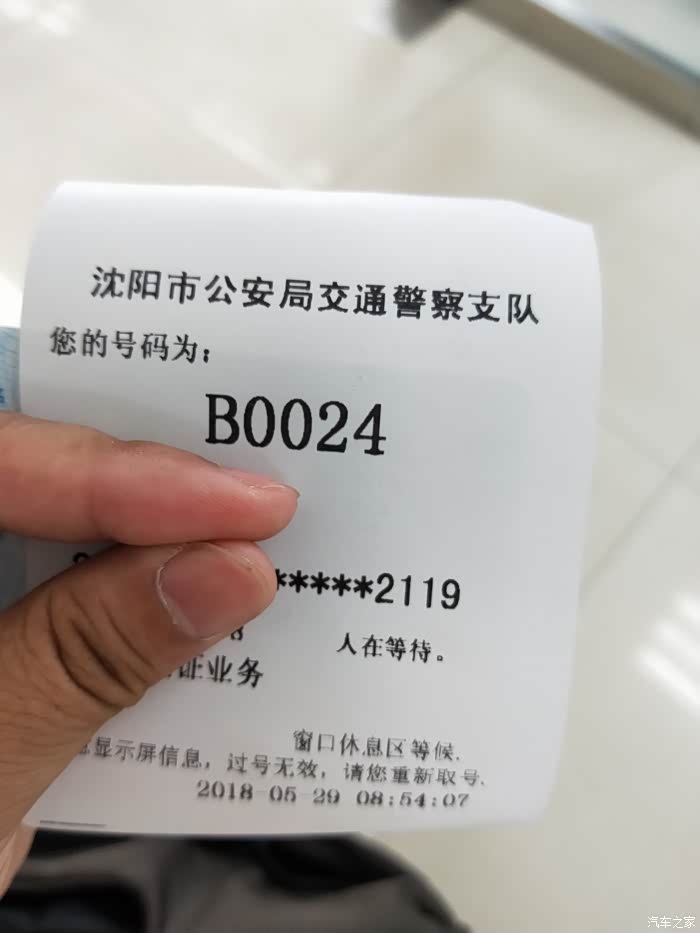 沈阳市公安局交通警察支队
您的号码为：
B0024
*****2119
8 人在等待。
证业务
窗口休息区等候.
显示屏信息，过号无效，请您重新取号.
2018-05-29 08:54:07
汽车之家